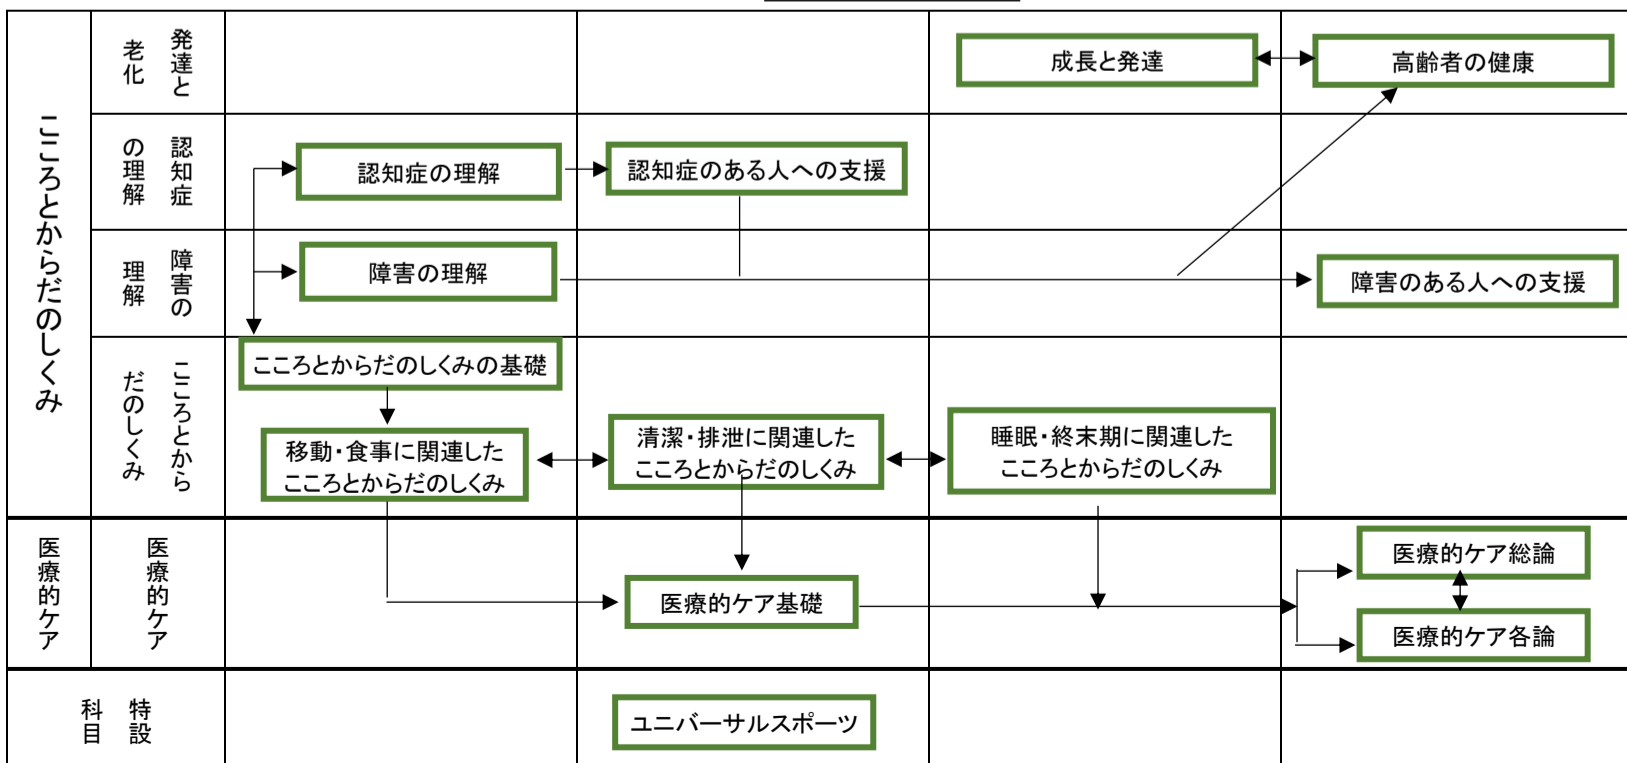 こころとからだのしくみ
発達と
老化
成長と発達
高齢者の健康
認知症
の理解
認知症の理解
認知症のある人への支援
障害の
理解
障害の理解
障害のある人への支援
こころとから
だのしくみ
こころとからだのしくみの基礎
移動・食事に関連した
こころとからだのしくみ
清潔・排泄に関連した
こころとからだのしくみ
睡眠・終末期に関連した
こころとからだのしくみ
医療的ケア
医療的ケア
医療的ケア基礎
医療的ケア総論
医療的ケア各論
特設
科目
ユニバーサルスポーツ